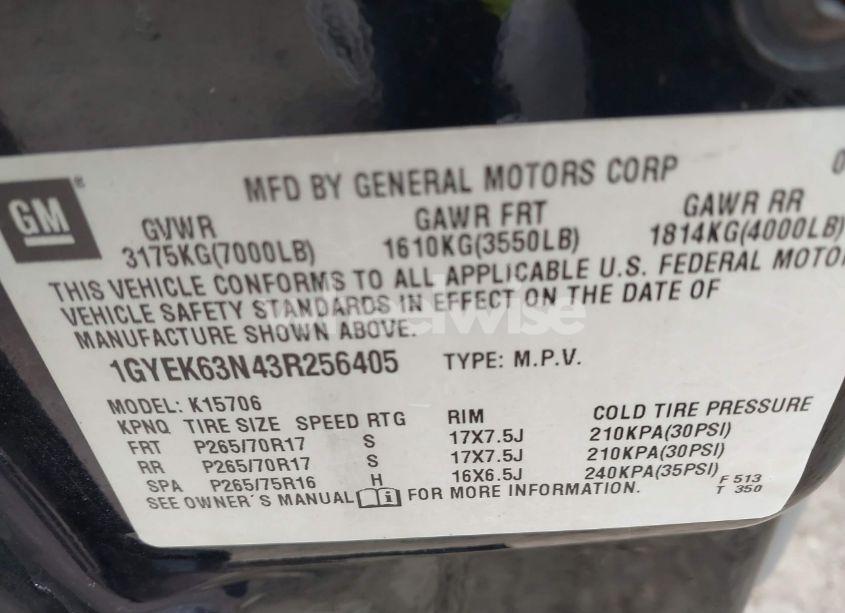 GM ®
MFD BY GENERAL MOTORS CORP 0
GVWR GAWR FRT GAWR RR
3175KG(7000LB) 1610KG(3550LB) 1814KG(4000LB)
THIS VEHICLE CONFORMS TO ALL APPLICABLE U.S. FEDERAL MOTOR
VEHICLE SAFETY STANDARDS IN EFFECT ON THE DATE OF
MANUFACTURE SHOWN ABOVE.
1GYEK63N43R256405 TYPE: M.P.V.
MODEL: K15706
KPNQ TIRE SIZE SPEED RTG RIM COLD TIRE PRESSURE
FRT P265/70R17 S 17X7.5J 210KPA(30PSI)
RR P265/70R17 S 17X7.5J 210KPA(30PSI)
SPA P265/75R16 H 16X6.5J 240KPA(35PSI)
SEE OWNER'S MANUAL FOR MORE INFORMATION.
F 513
T 350